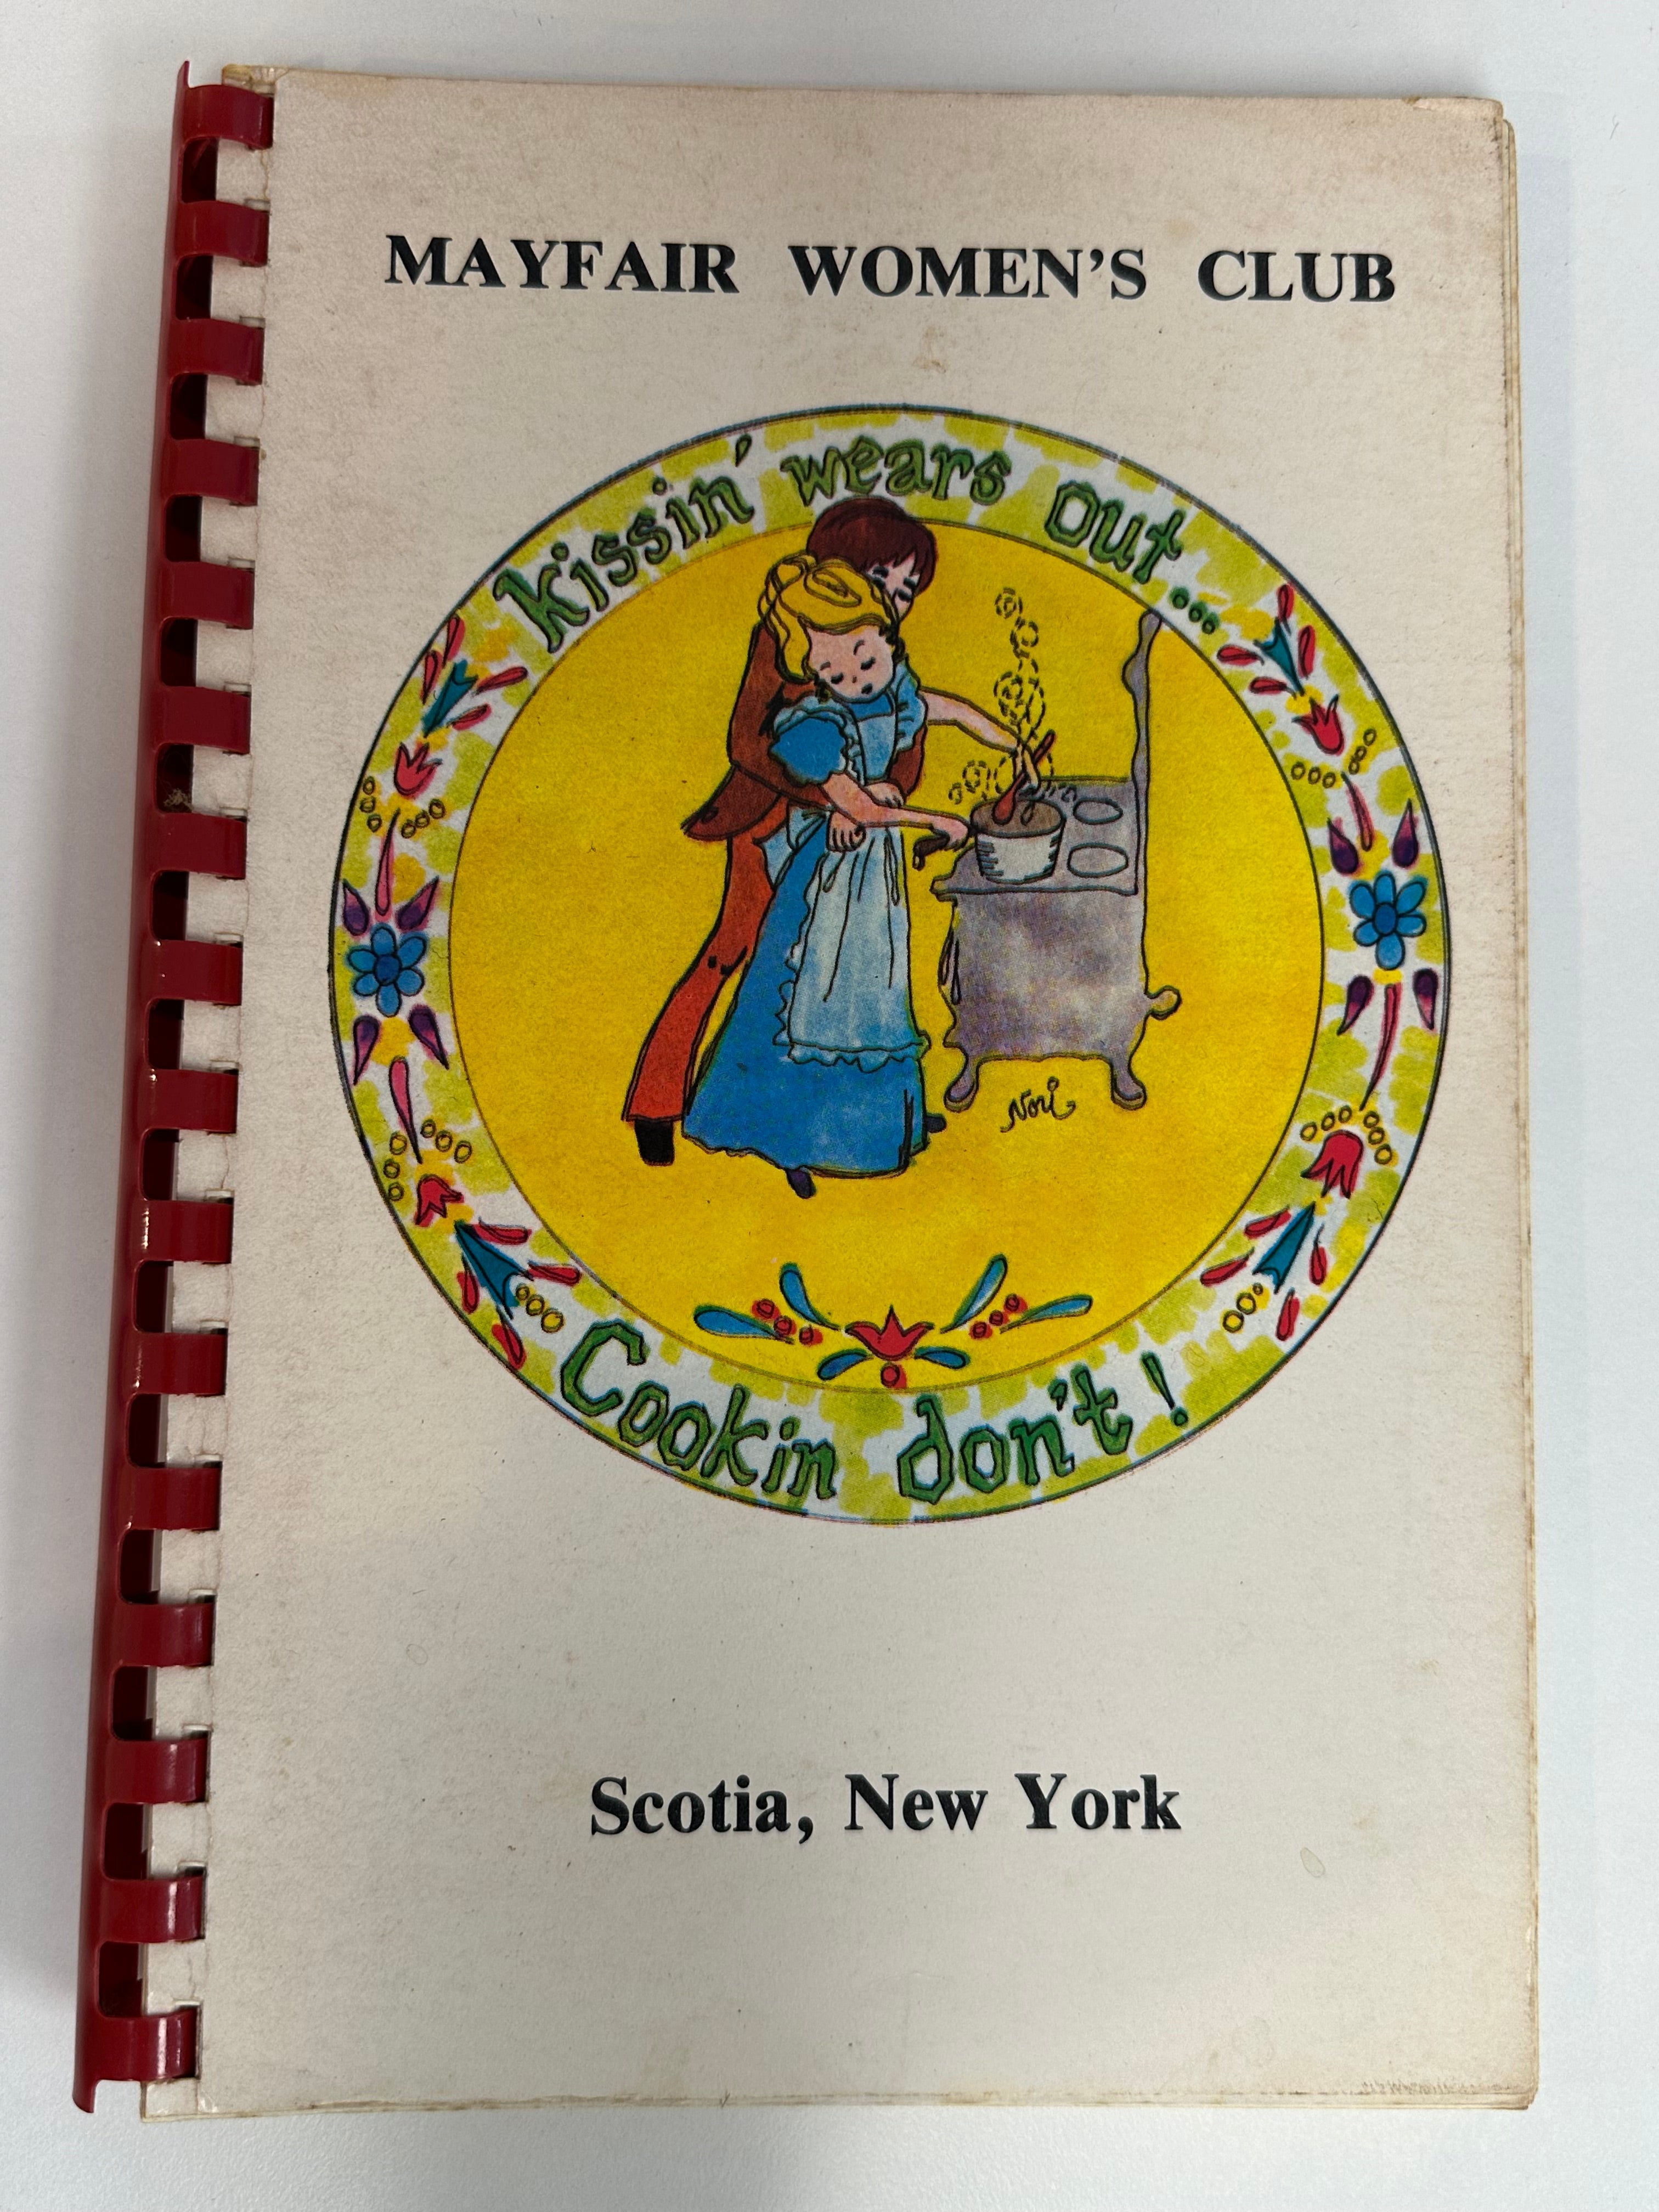 MAYFAIR WOMEN'S CLUB
kissin' wears out...
Nori
Cookin don't!
Scotia, New York